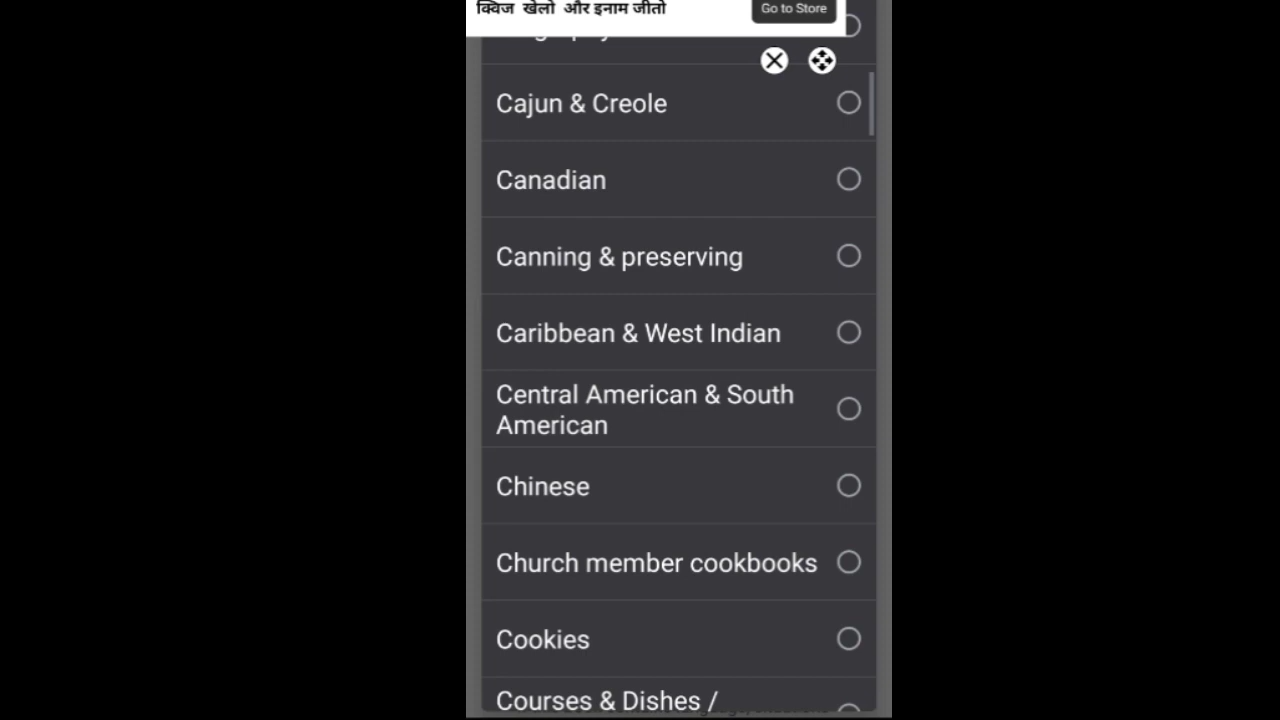 क्विज खेलो और इनाम जीतो
Go to Store
Cajun & Creole
Canadian
Canning & preserving
Caribbean & West Indian
Central American & South
American
Chinese
Church member cookbooks
Cookies
Courses & Dishes /